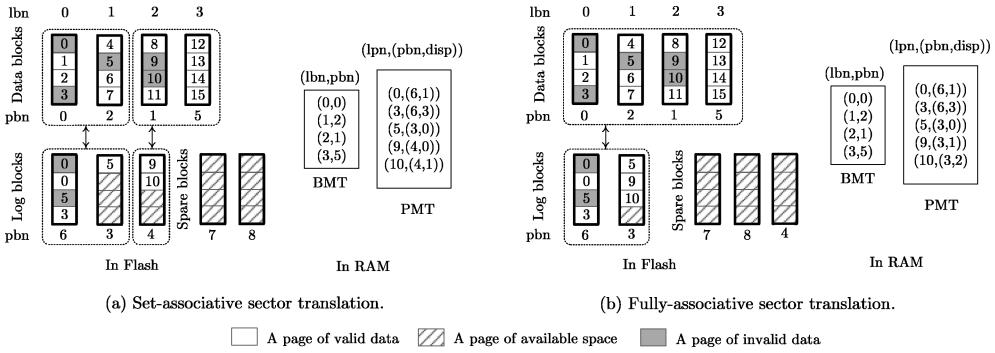 lbn 0 1 2 3
Data blocks
0 4 8 12
1 5 9 13
2 6 10 14
3 7 11 15
pbn 0 2 1 5
Log blocks
0 5 9
0 10
5
3
pbn 6 3 4
Spare blocks
7 8
In Flash
(lbn,pbn)
(0,0)
(1,2)
(2,1)
(3,5)
BMT
(lpn,(pbn,disp))
(0,(6,1))
(3,(6,3))
(5,(3,0))
(9,(4,0))
(10,(4,1))
PMT
In RAM
(a) Set-associative sector translation.
lbn 0 1 2 3
Data blocks
0 4 8 12
1 5 9 13
2 6 10 14
3 7 11 15
pbn 0 2 1 5
Log blocks
0 5
0 9
5 10
3
pbn 6 3
Spare blocks
7 8 4
In Flash
(lbn,pbn)
(0,0)
(1,2)
(2,1)
(3,5)
BMT
(lpn,(pbn,disp))
(0,(6,1))
(3,(6,3))
(5,(3,0))
(9,(3,1))
(10,(3,2)
PMT
In RAM
(b) Fully-associative sector translation.
A page of valid data
A page of available space
A page of invalid data